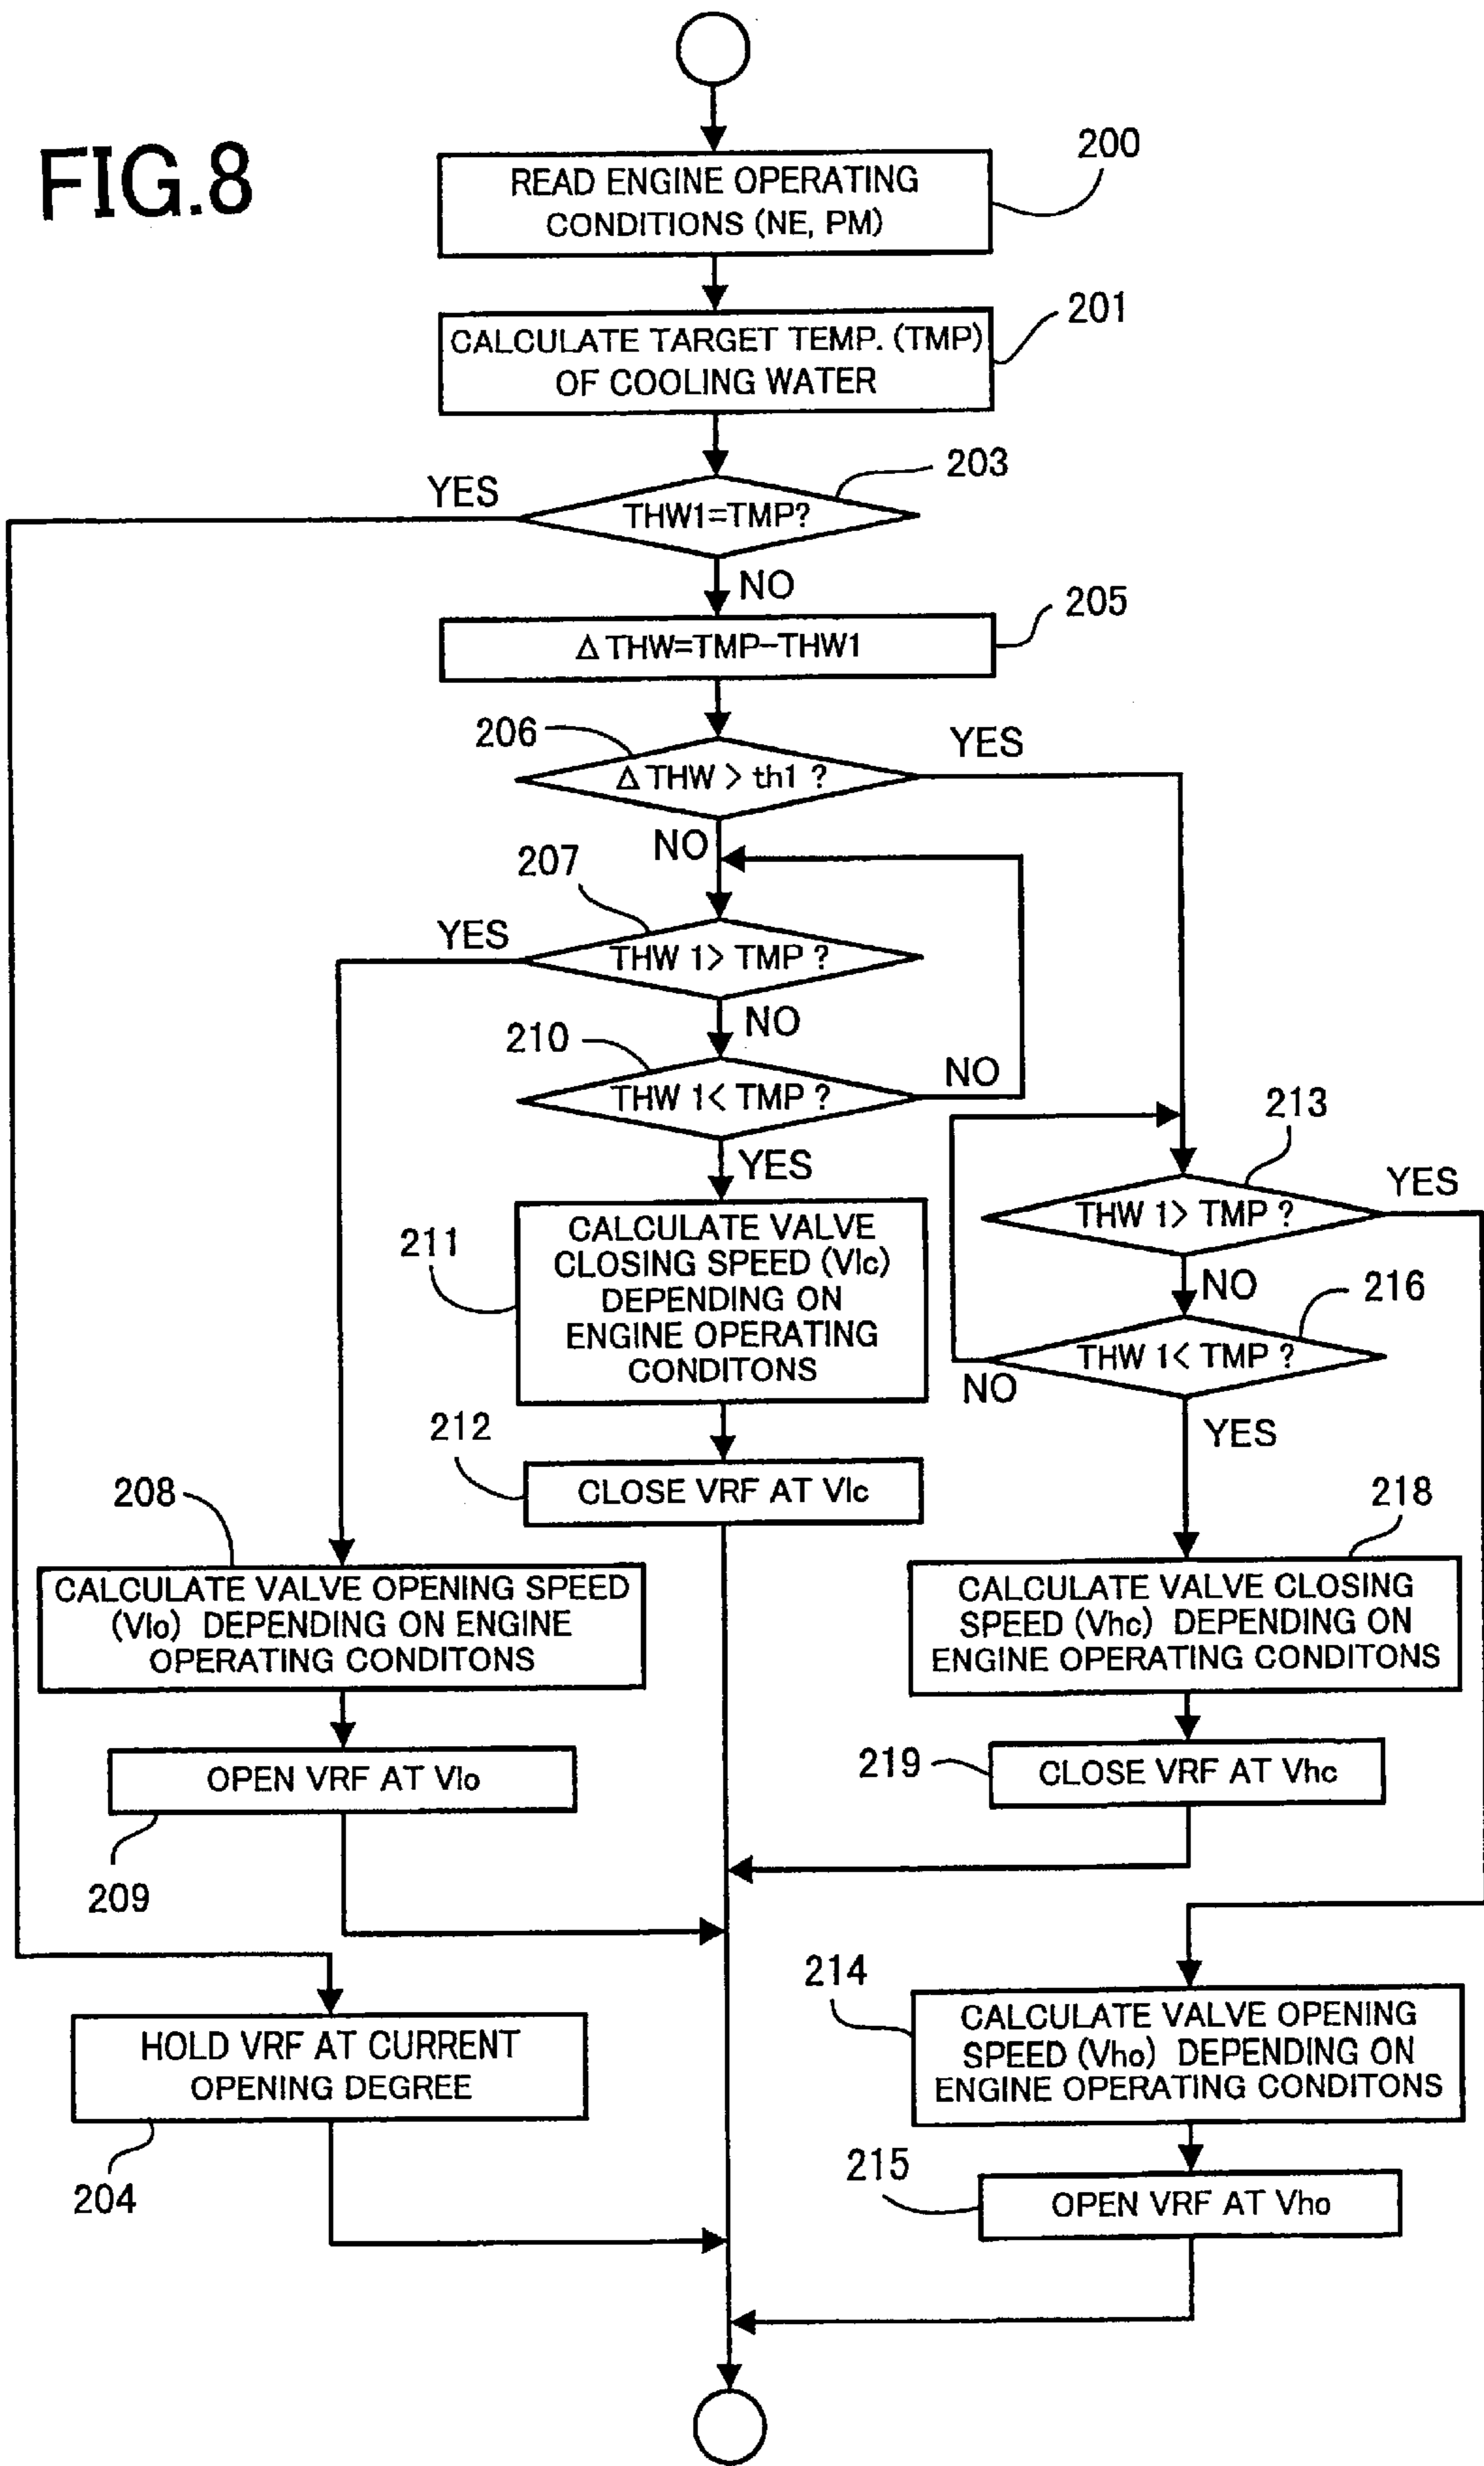 FIG.8
200
READ ENGINE OPERATING
CONDITIONS (NE, PM)
201
CALCULATE TARGET TEMP. (TMP)
OF COOLING WATER
203
YES
THW1=TMP?
NO
205
Δ THW=TMP-THW1
206
YES
Δ THW > th1 ?
NO
207
YES
THW 1> TMP ?
NO
210
NO
THW 1< TMP ?
YES
213
YES
THW 1> TMP ?
NO
216
THW 1< TMP ?
NO
YES
211
CALCULATE VALVE
CLOSING SPEED (Vlc)
DEPENDING ON
ENGINE OPERATING
CONDITONS
212
CLOSE VRF AT Vlc
208
CALCULATE VALVE OPENING SPEED
(Vlo) DEPENDING ON ENGINE
OPERATING CONDITONS
218
CALCULATE VALVE CLOSING
SPEED (Vhc) DEPENDING ON
ENGINE OPERATING CONDITONS
OPEN VRF AT Vlo
209
219
CLOSE VRF AT Vhc
214
CALCULATE VALVE OPENING
SPEED (Vho) DEPENDING ON
ENGINE OPERATING CONDITONS
HOLD VRF AT CURRENT
OPENING DEGREE
204
215
OPEN VRF AT Vho